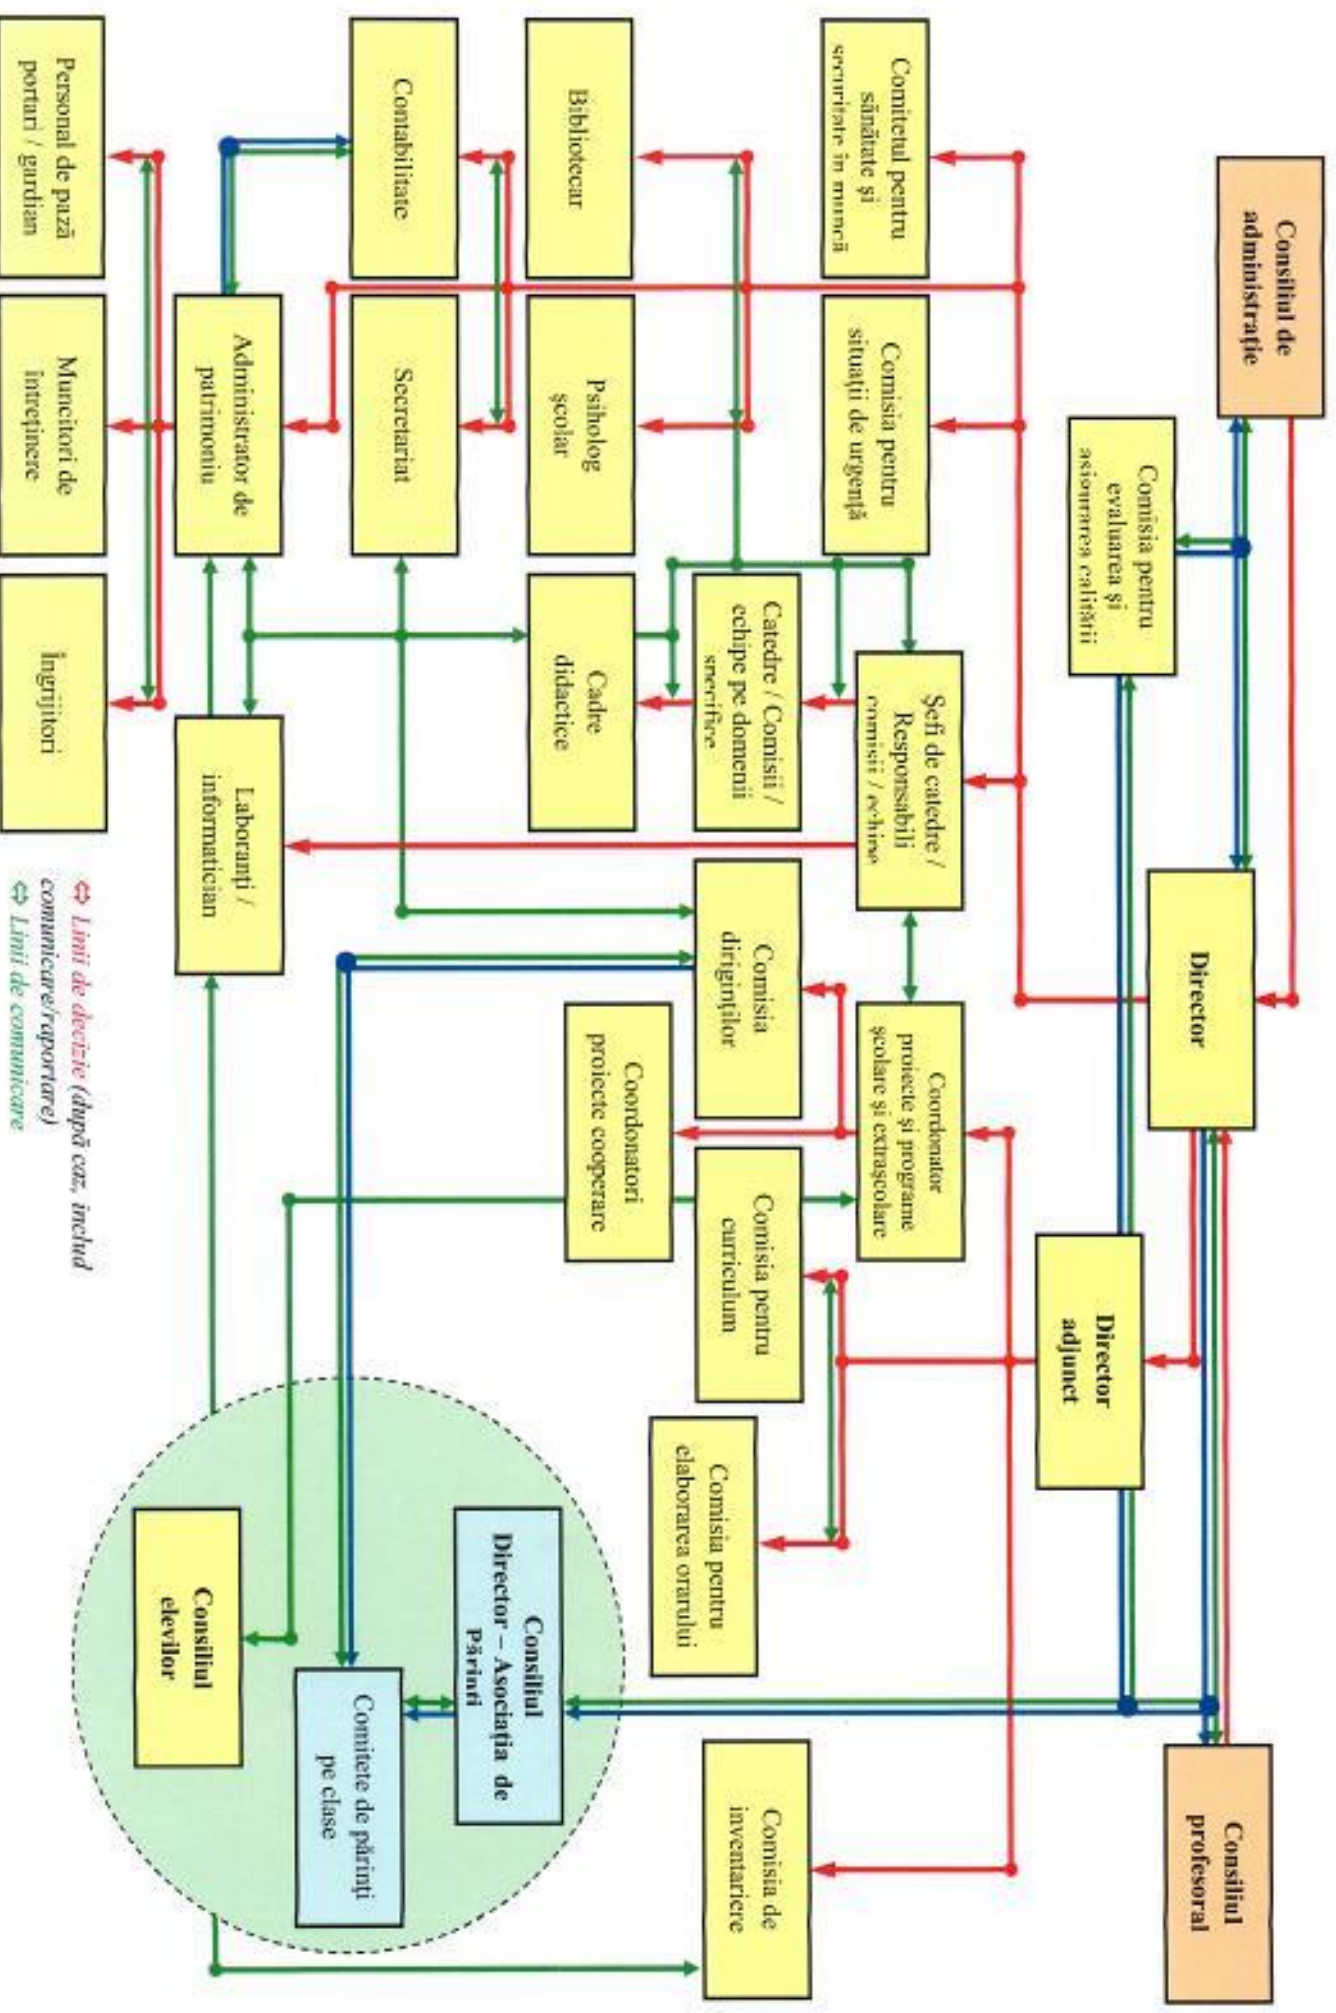 Consiliul de
administrație
Consiliul
profesoral
Director
Comisia pentru
evaluarea și
asigurarea calității
Director
adjunct
Comitetul pentru
sănătate și
securitate în muncă
Comisia pentru
situații de urgență
Șefi de catedre /
Responsabili
comisii / echipe
Coordonator
proiecte și programe
școlare și extrașcolare
Catedre / Comisii /
echipe pe domenii
specifice
Comisia
diriginților
Comisia pentru
curriculum
Comisia pentru
elaborarea orarului
Comisia de
inventariere
Bibliotecar
Psiholog
școlar
Cadre
didactice
Coordonatori
proiecte cooperare
Contabilitate
Secretariat
Consiliul
Director – Asociația de
Părinți
Administrator de
patrimoniu
Laboranți /
informatician
Comitete de părinți
pe clase
Consiliul
elevilor
Personal de pază
portari / gardian
Muncitori de
întreținere
Îngrijitori
⇔ Linii de decizie (după caz, includ
comunicare/raportare)
⇔ Linii de comunicare